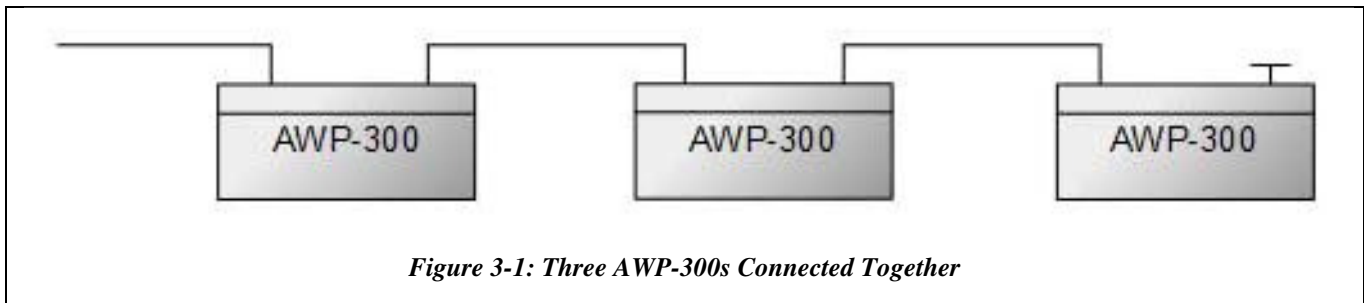 AWP-300 AWP-300 AWP-300
Figure 3-1: Three AWP-300s Connected Together